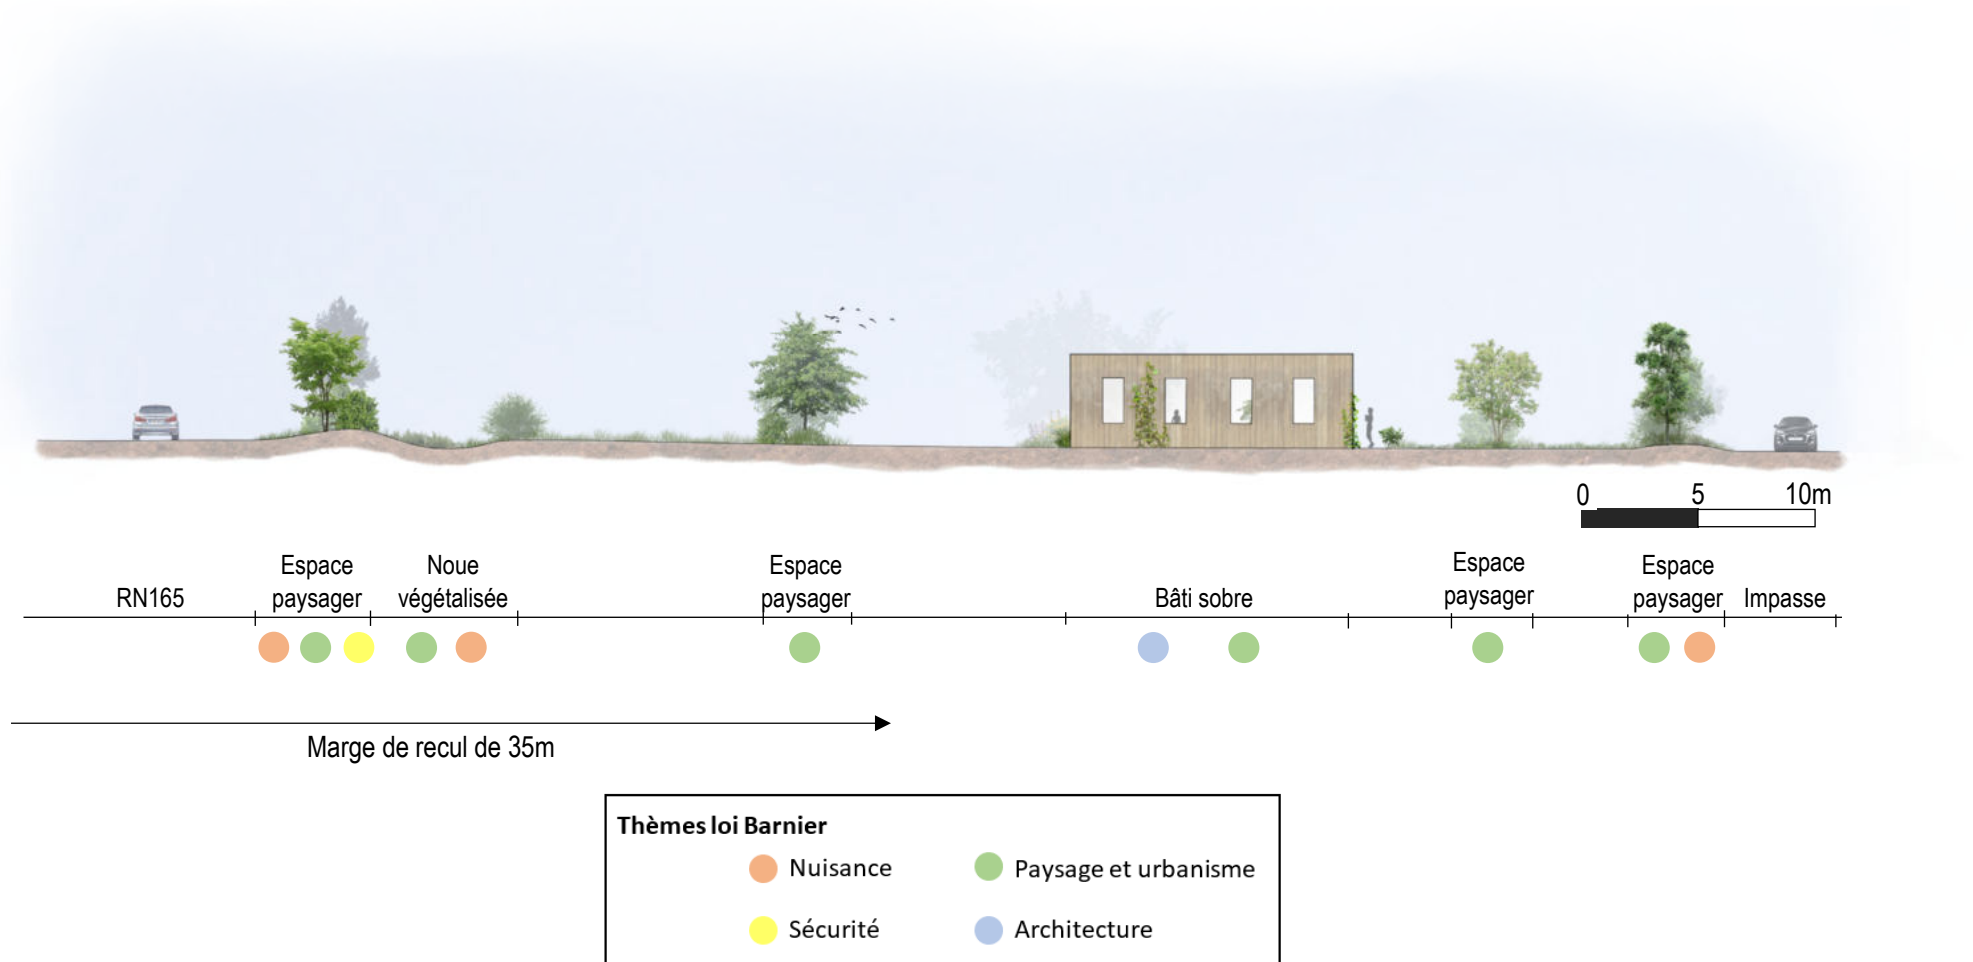 0 5 10m
RN165
Espace
paysager
Noue
végétalisée
Espace
paysager
Bâti sobre
Espace
paysager
Espace
paysager
Impasse
Marge de recul de 35m
Thèmes loi Barnier
Nuisance
Paysage et urbanisme
Sécurité
Architecture